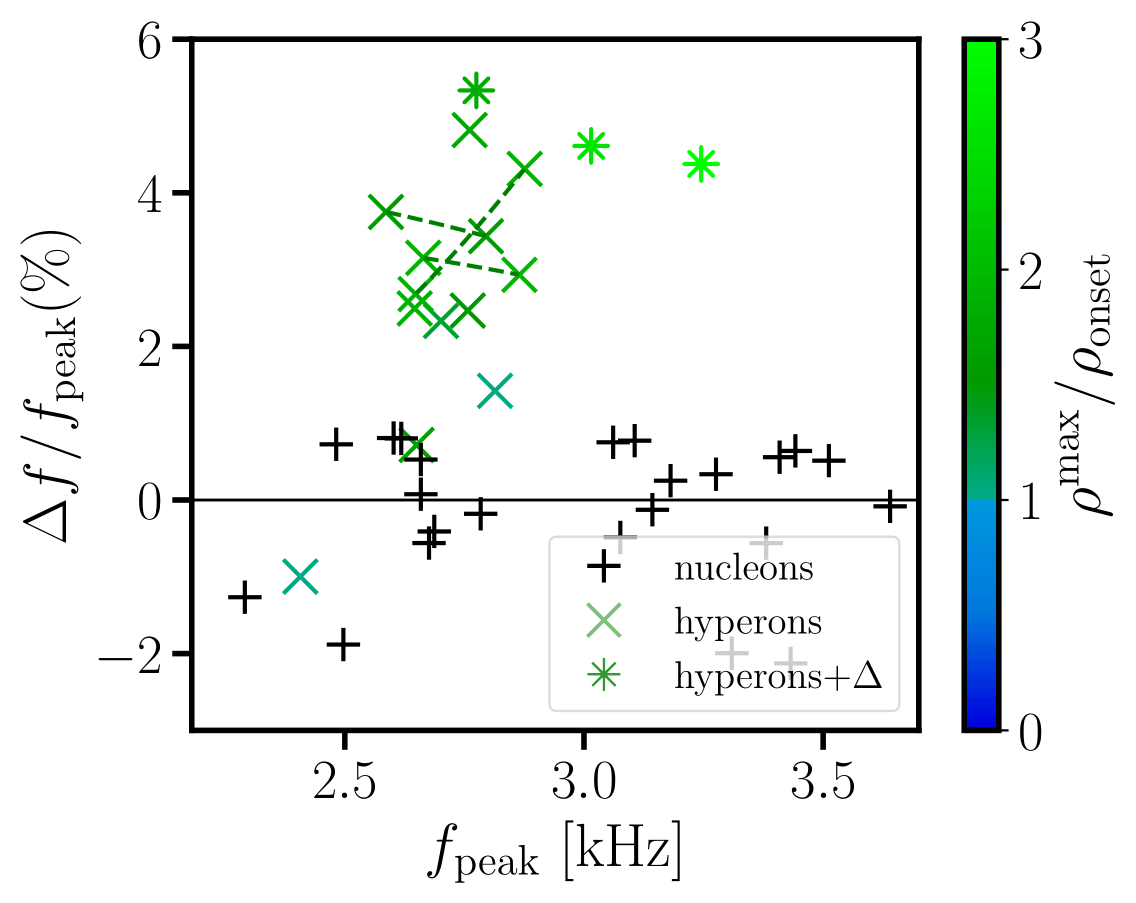 6
4
2
0
−2
Δf/f_peak(%)
2.5
3.0
3.5
f_peak [kHz]
nucleons
hyperons
hyperons+Δ
3
2
1
0
ρ^max/ρ_onset